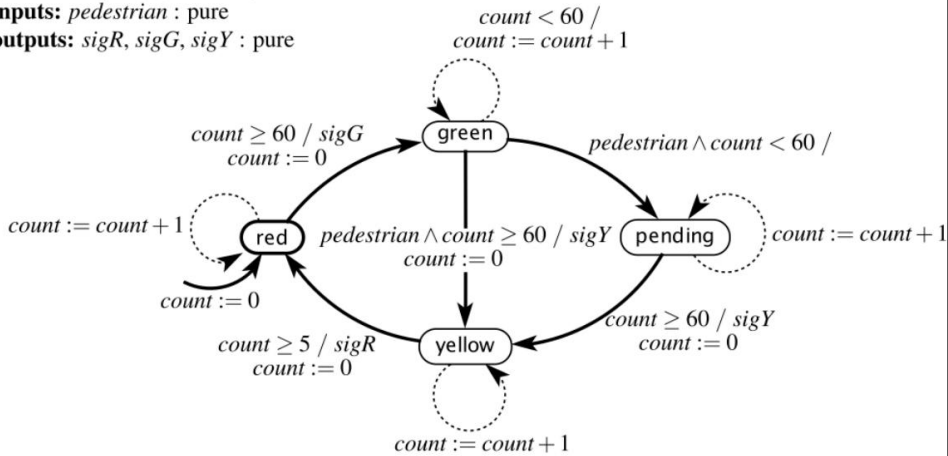 nputs: pedestrian : pure
outputs: sigR, sigG, sigY : pure
count < 60 /
count := count + 1
count ≥ 60 / sigG
count := 0
green
pedestrian ∧ count < 60 /
count := count + 1
red
pedestrian ∧ count ≥ 60 / sigY
count := 0
pending
count := count + 1
count := 0
count ≥ 5 / sigR
count := 0
yellow
count ≥ 60 / sigY
count := 0
count := count + 1